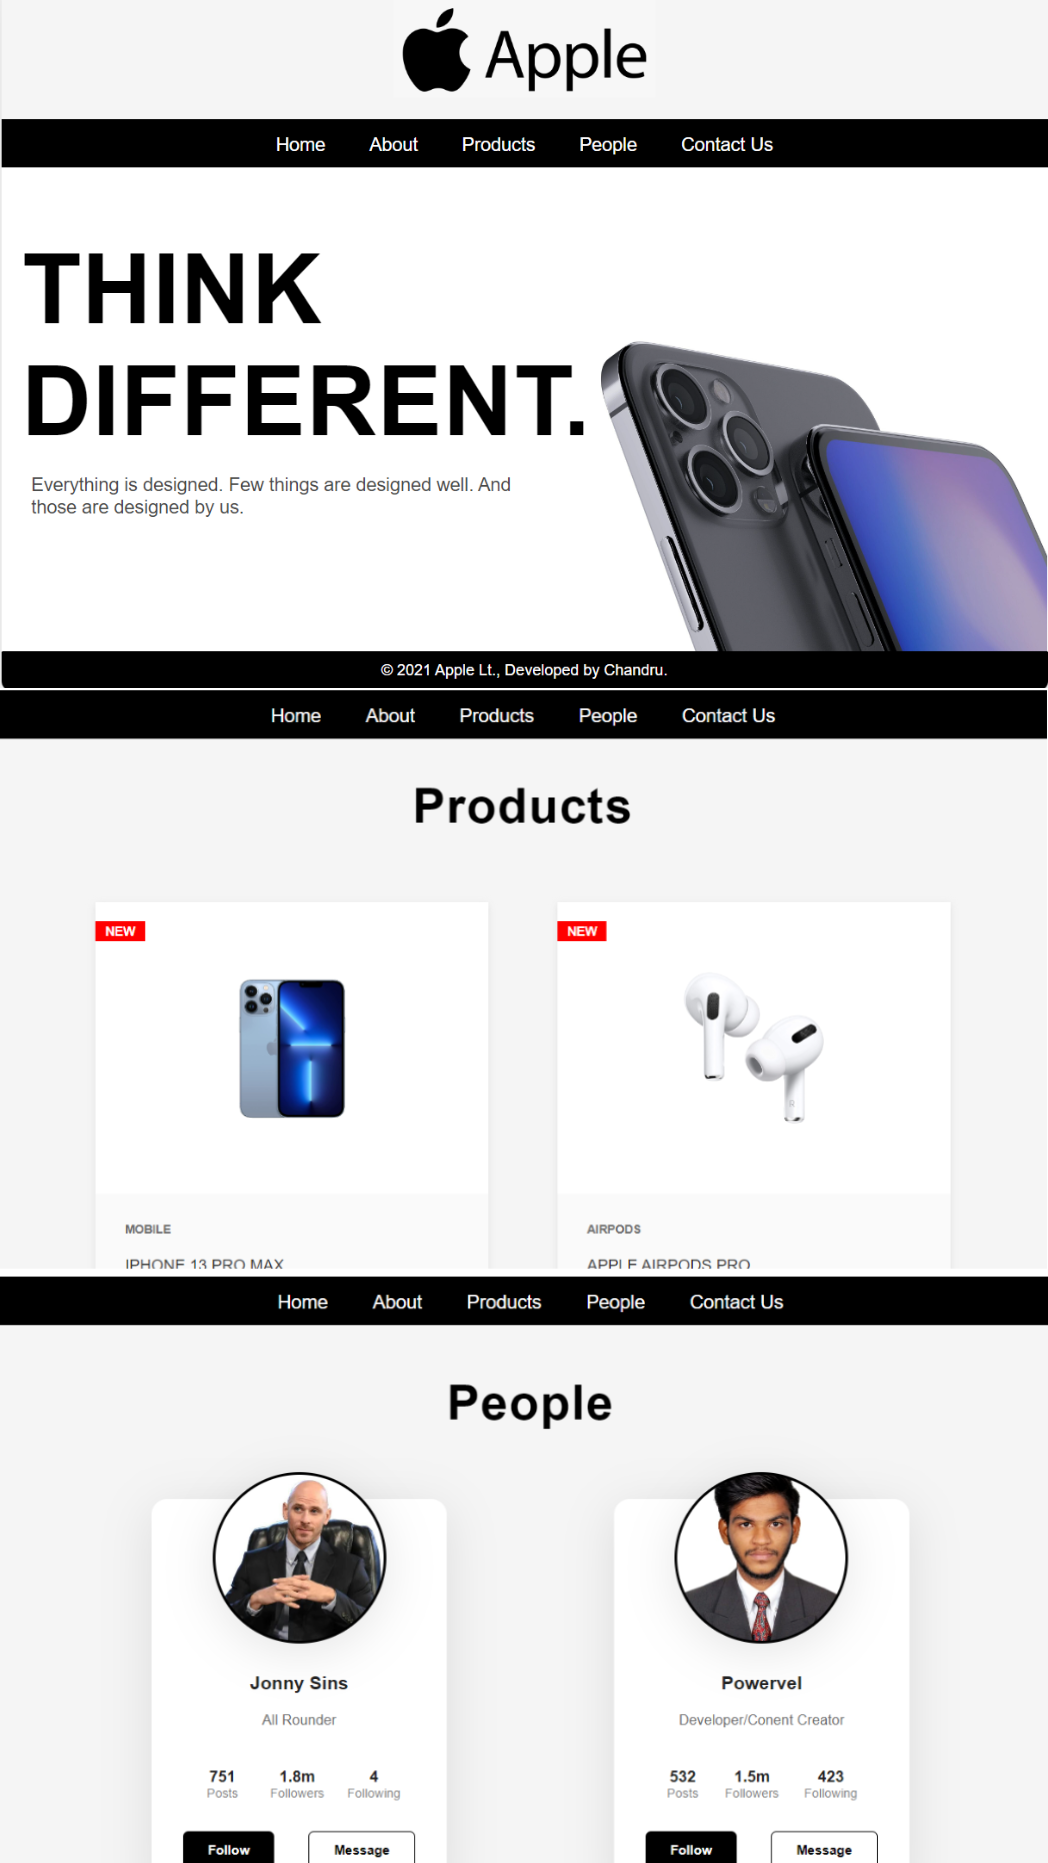 Apple
Home About Products People Contact Us
THINK
DIFFERENT.
Everything is designed. Few things are designed well. And
those are designed by us.
© 2021 Apple Lt., Developed by Chandru.
Home About Products People Contact Us
Products
NEW NEW
MOBILE AIRPODS
IPHONE 13 PRO MAX APPLE AIRPODS PRO
Home About Products People Contact Us
People
Jonny Sins Powervel
All Rounder Developer/Conent Creator
751 1.8m 4 532 1.5m 423
Posts Followers Following Posts Followers Following
Follow Message Follow Message